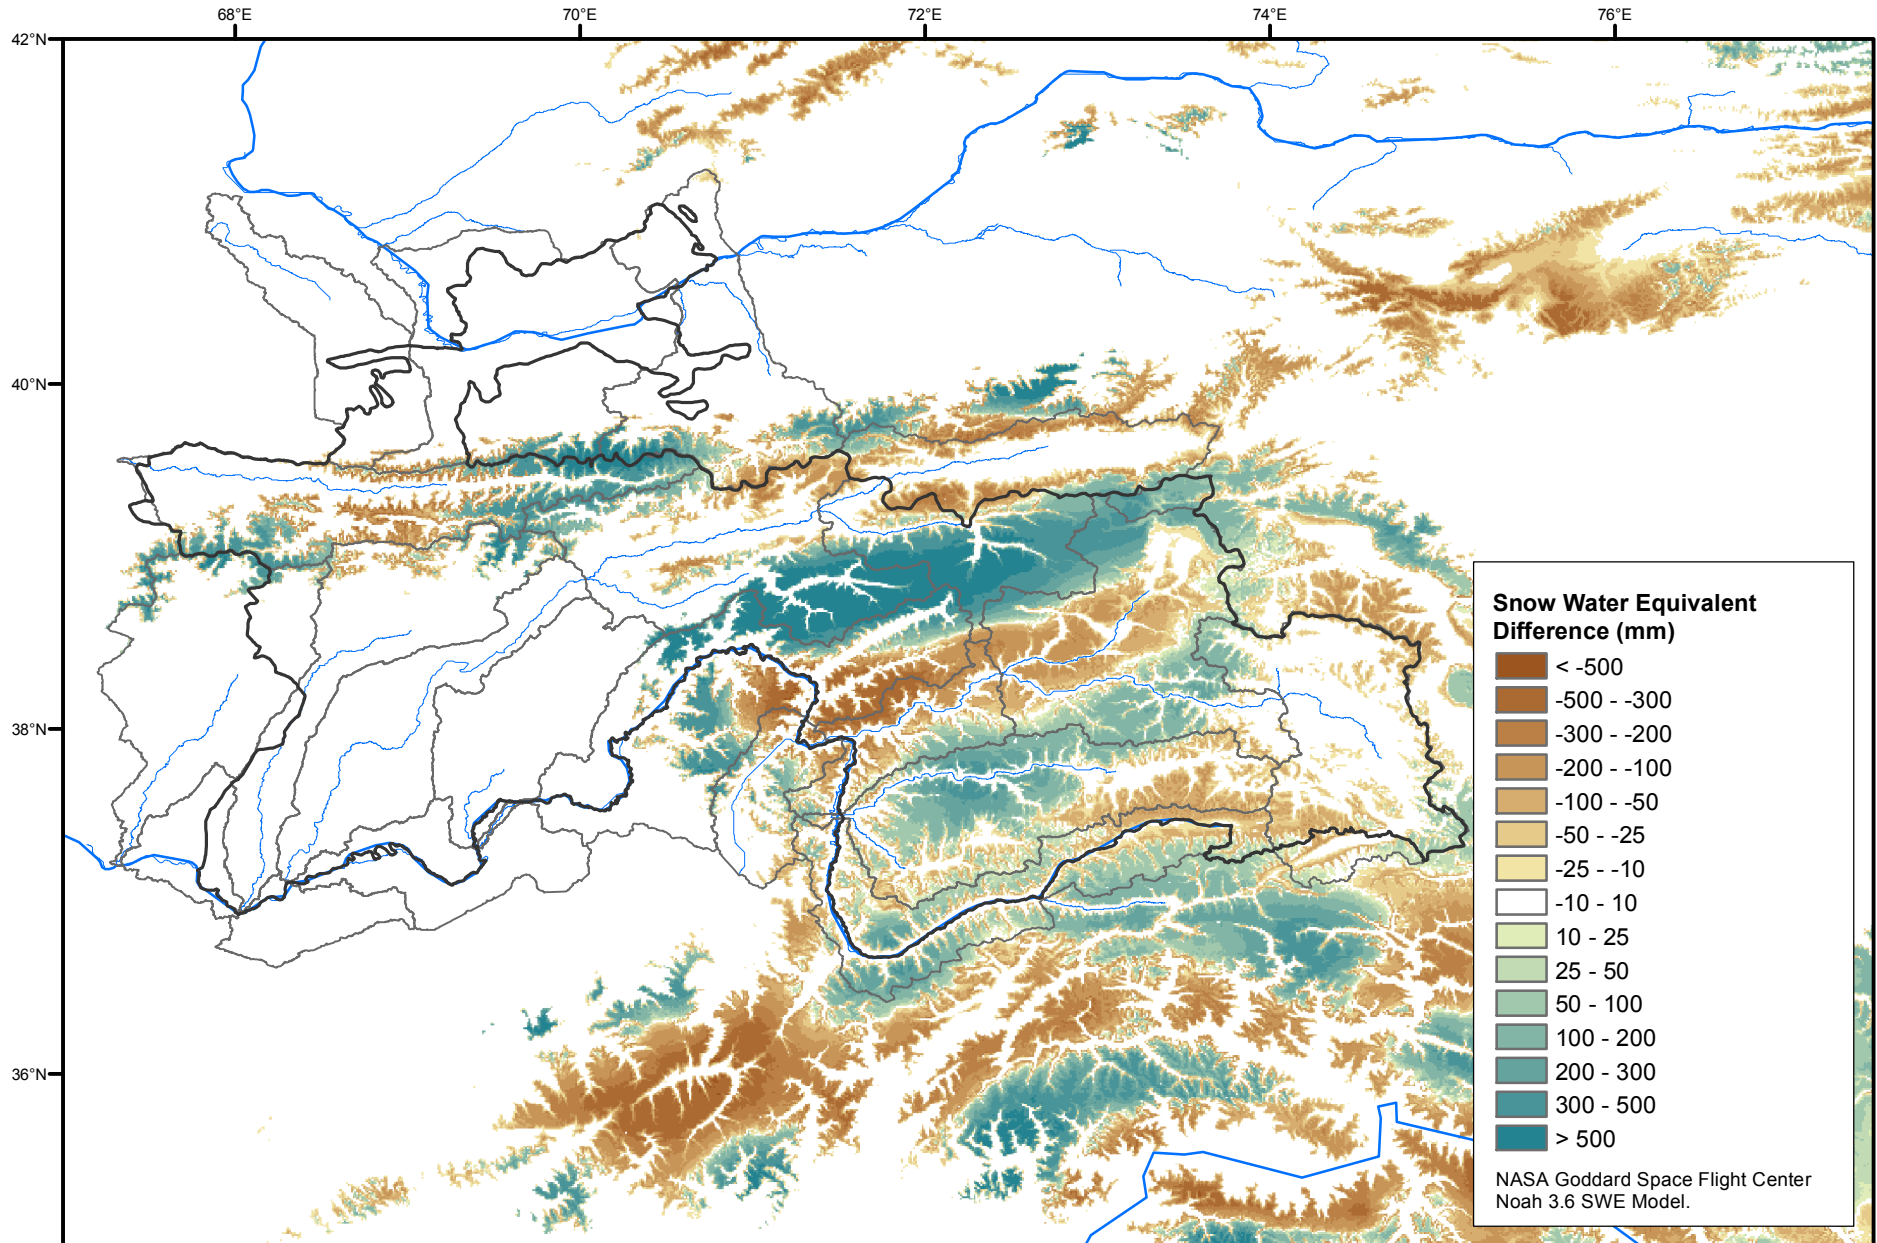 68°E
70°E
72°E
74°E
76°E
42°N
40°N
38°N
36°N
Snow Water Equivalent
Difference (mm)
< -500
-500 - -300
-300 - -200
-200 - -100
-100 - -50
-50 - -25
-25 - -10
-10 - 10
10 - 25
25 - 50
50 - 100
100 - 200
200 - 300
300 - 500
> 500
NASA Goddard Space Flight Center
Noah 3.6 SWE Model.